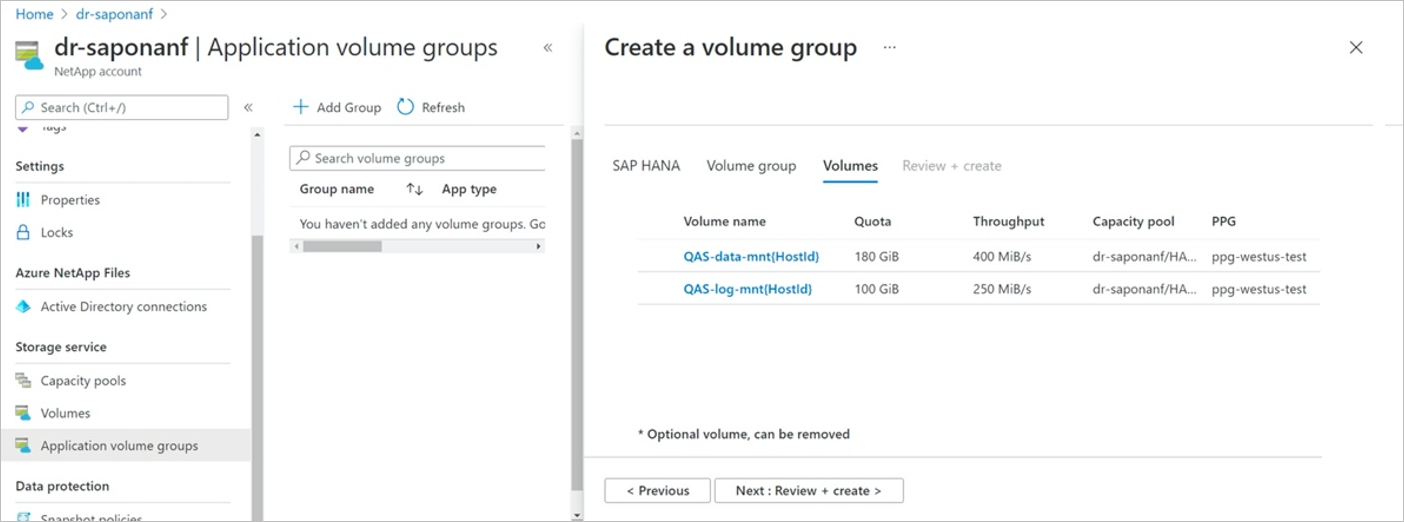 Home > dr-saponanf >
dr-saponanf | Application volume groups
NetApp account
Search (Ctrl+/)
Tags
Settings
Properties
Locks
Azure NetApp Files
Active Directory connections
Storage service
Capacity pools
Volumes
Application volume groups
Data protection
Snapshot policies
Add Group Refresh
Search volume groups
Group name App type
You haven't added any volume groups. Go
Create a volume group ...
SAP HANA Volume group Volumes Review + create
Volume name Quota Throughput Capacity pool PPG
QAS-data-mnt{HostId} 180 GiB 400 MiB/s dr-saponanf/HA... ppg-westus-test
QAS-log-mnt{HostId} 100 GiB 250 MiB/s dr-saponanf/HA... ppg-westus-test
* Optional volume, can be removed
< Previous Next : Review + create >